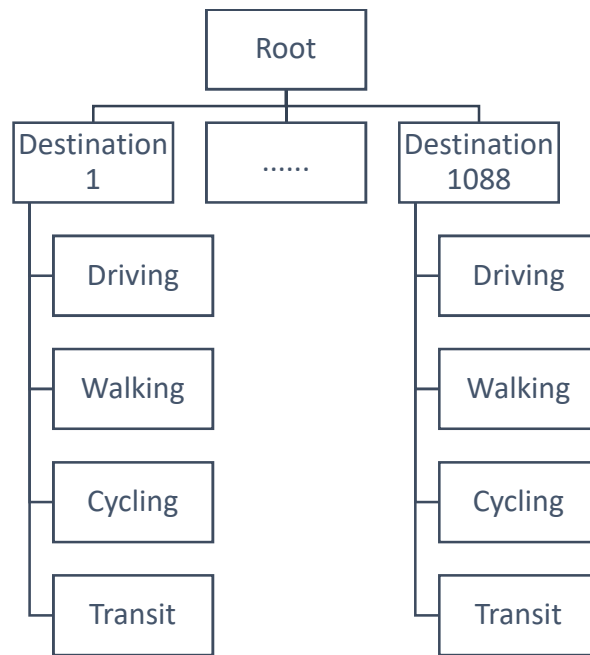 Root
Destination
1
......
Destination
1088
Driving
Walking
Cycling
Transit
Driving
Walking
Cycling
Transit